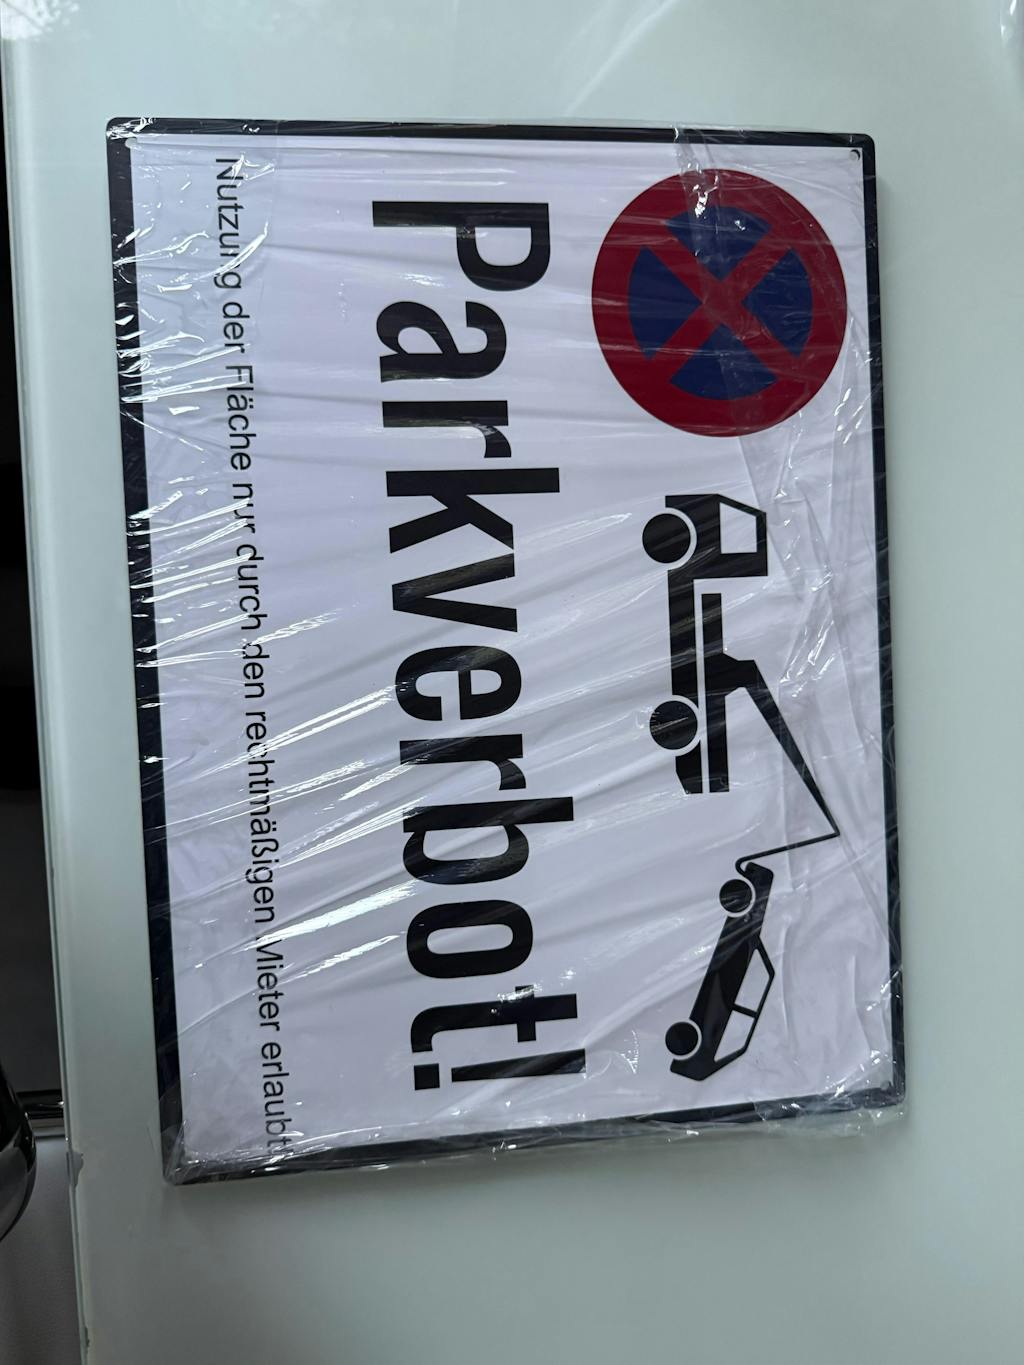 Parkverbot!
Nutzung der Fläche nur durch den rechtmäßigen Mieter erlaubt.